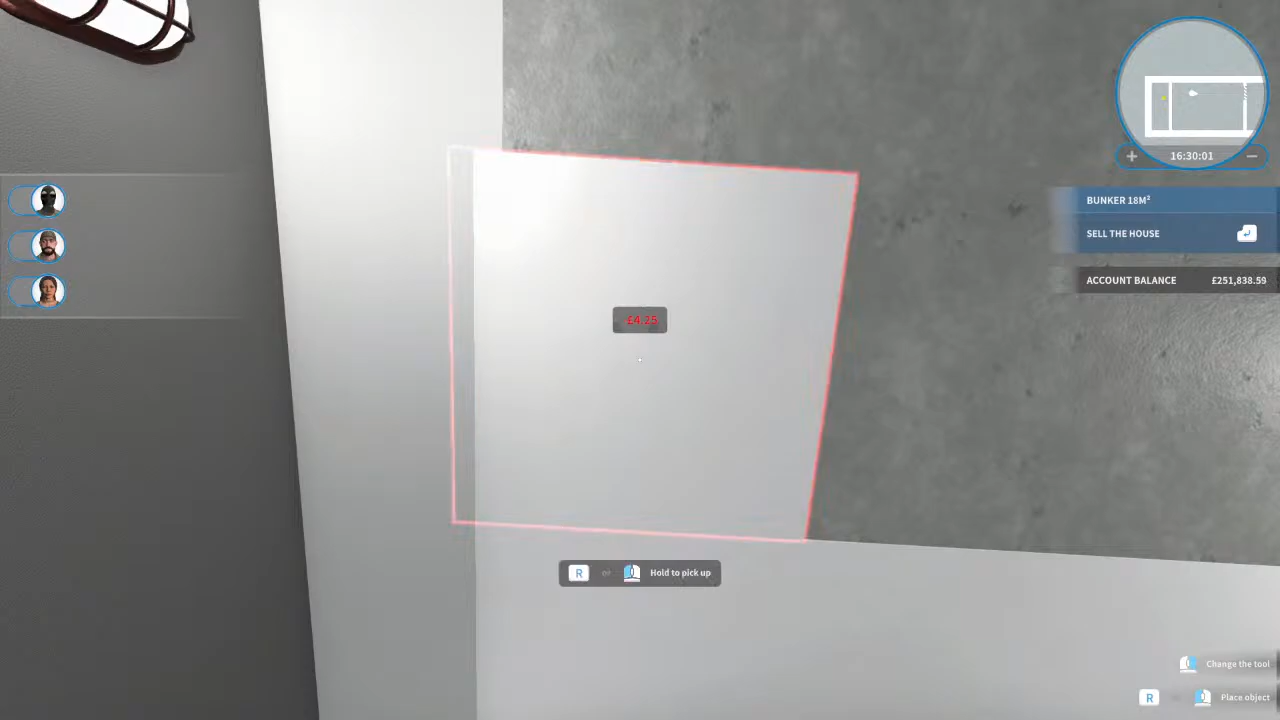 16:30:01
BUNKER 18M²
SELL THE HOUSE
ACCOUNT BALANCE £251,838.59
£4.25
R or Hold to pick up
Change the tool
R Place object